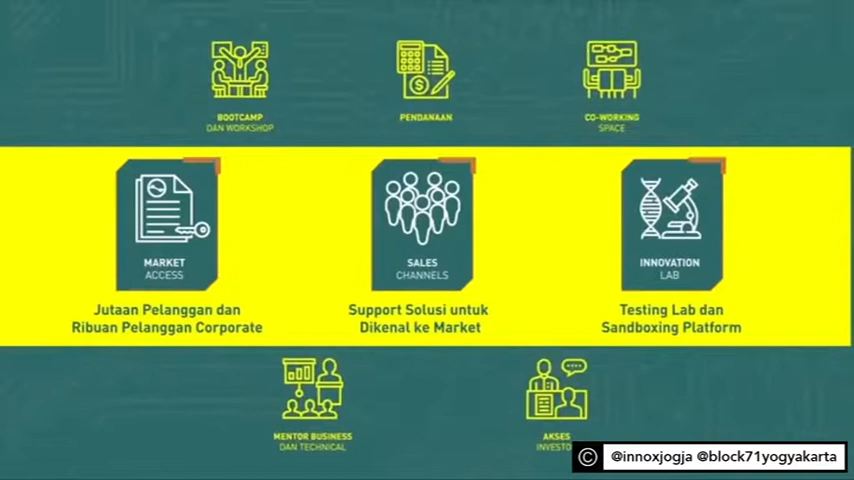 BOOTCAMP
DAN WORKSHOP
PENDANAAN
CO-WORKING
SPACE
MARKET
ACCESS
SALES
CHANNELS
INNOVATION
LAB
Jutaan Pelanggan dan
Ribuan Pelanggan Corporate
Support Solusi untuk
Dikenal ke Market
Testing Lab dan
Sandboxing Platform
MENTOR BUSINESS
DAN TECHNICAL
AKSES
INVESTO
© @innoxjogja @block71yogyakarta